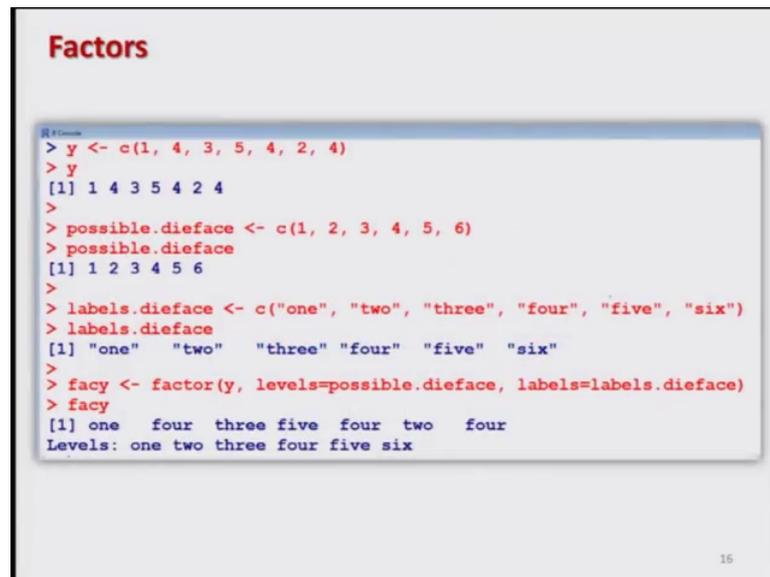 Factors
R Console
> y <- c(1, 4, 3, 5, 4, 2, 4)
> y
[1] 1 4 3 5 4 2 4
>
> possible.dieface <- c(1, 2, 3, 4, 5, 6)
> possible.dieface
[1] 1 2 3 4 5 6
>
> labels.dieface <- c("one", "two", "three", "four", "five", "six")
> labels.dieface
[1] "one"   "two"   "three" "four"  "five"  "six"
>
> facy <- factor(y, levels=possible.dieface, labels=labels.dieface)
> facy
[1] one   four  three five  four  two   four
Levels: one two three four five six
16